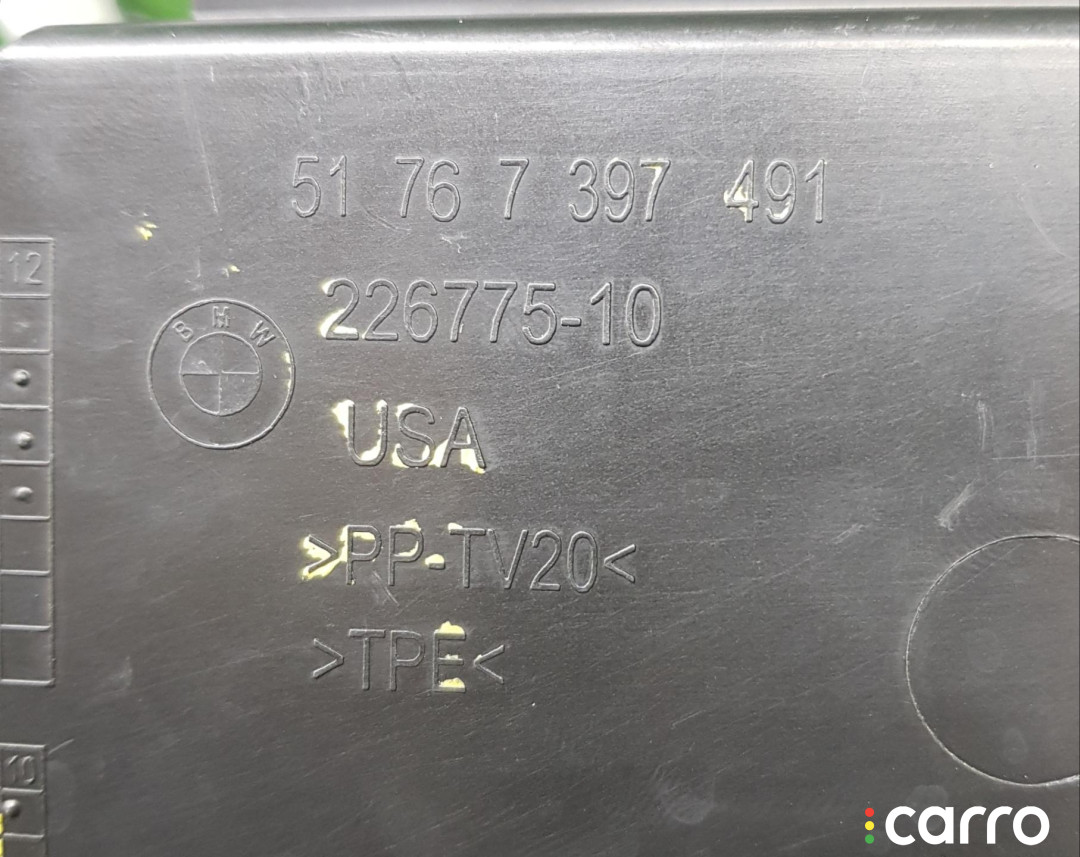 51 76 7 397 491
12
226775-10
BMW
USA
>PP-TV20<
>TPE<
10
carro